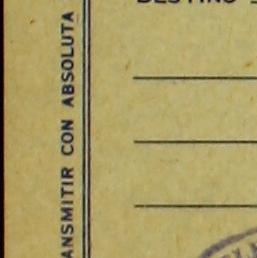 DESTINO
ANSMITIR CON ABSOLUTA